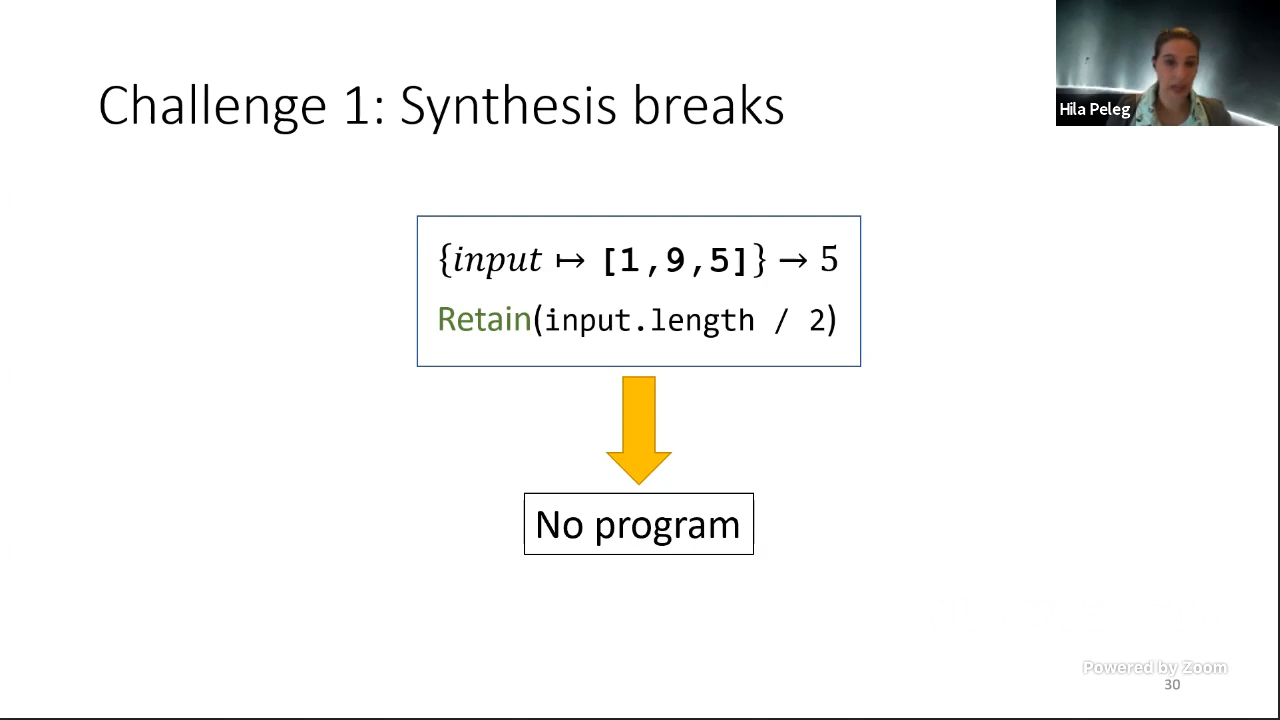 Challenge 1: Synthesis breaks
Hila Peleg
{input ↦ [1,9,5]} → 5
Retain(input.length / 2)
No program
Powered by Zoom
30